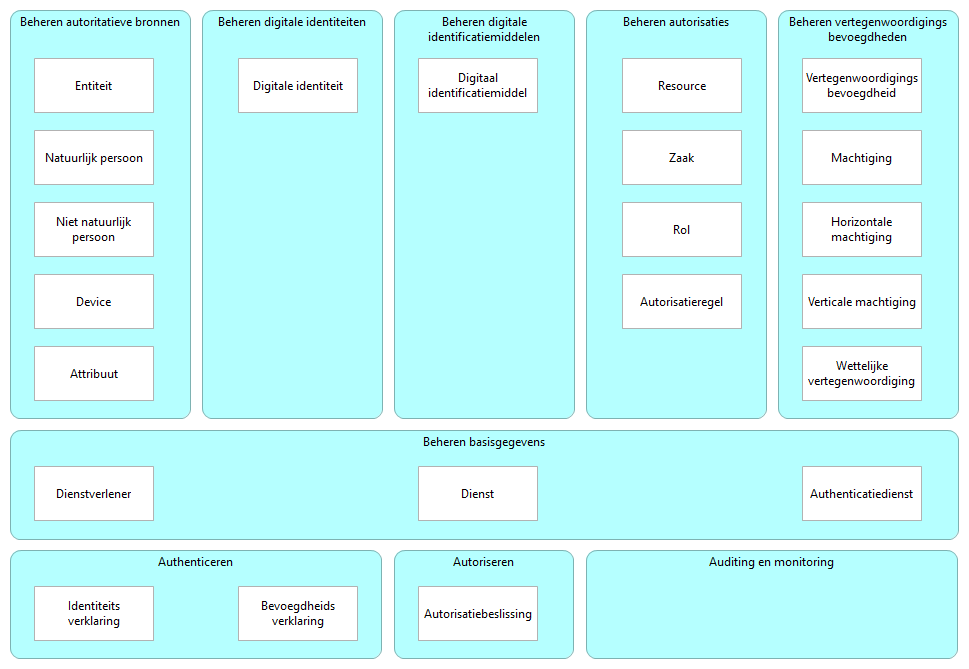 Beheren autoritatieve bronnen
Entiteit
Natuurlijk persoon
Niet natuurlijk
persoon
Device
Attribuut
Beheren digitale identiteiten
Digitale identiteit
Beheren digitale
identificatiemiddelen
Digitaal
identificatiemiddel
Beheren autorisaties
Resource
Zaak
Rol
Autorisatieregel
Beheren vertegenwoordigings
bevoegdheden
Vertegenwoordigings
bevoegdheid
Machtiging
Horizontale
machtiging
Verticale machtiging
Wettelijke
vertegenwoordiging
Beheren basisgegevens
Dienstverlener
Dienst
Authenticatiedienst
Authenticeren
Identiteits
verklaring
Bevoegdheids
verklaring
Autoriseren
Autorisatiebeslissing
Auditing en monitoring